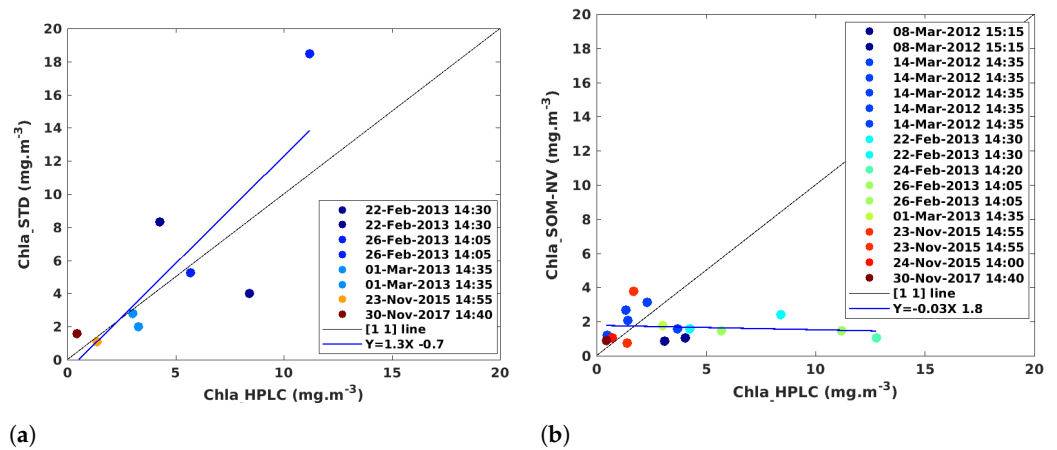 20
18
16
14
12
10
8
6
4
2
0
0
5
10
15
20
Chla_STD (mg.m-3)
Chla_HPLC (mg.m-3)
22-Feb-2013 14:30
22-Feb-2013 14:30
26-Feb-2013 14:05
26-Feb-2013 14:05
01-Mar-2013 14:35
01-Mar-2013 14:35
23-Nov-2015 14:55
30-Nov-2017 14:40
[1 1] line
Y=1.3X -0.7
(a)
20
18
16
14
12
10
8
6
4
2
0
0
5
10
15
20
Chla_SOM-NV (mg.m-3)
Chla_HPLC (mg.m-3)
08-Mar-2012 15:15
08-Mar-2012 15:15
14-Mar-2012 14:35
14-Mar-2012 14:35
14-Mar-2012 14:35
14-Mar-2012 14:35
14-Mar-2012 14:35
22-Feb-2013 14:30
22-Feb-2013 14:30
24-Feb-2013 14:20
26-Feb-2013 14:05
26-Feb-2013 14:05
01-Mar-2013 14:35
23-Nov-2015 14:55
23-Nov-2015 14:55
24-Nov-2015 14:00
30-Nov-2017 14:40
[1 1] line
Y=-0.03X 1.8
(b)